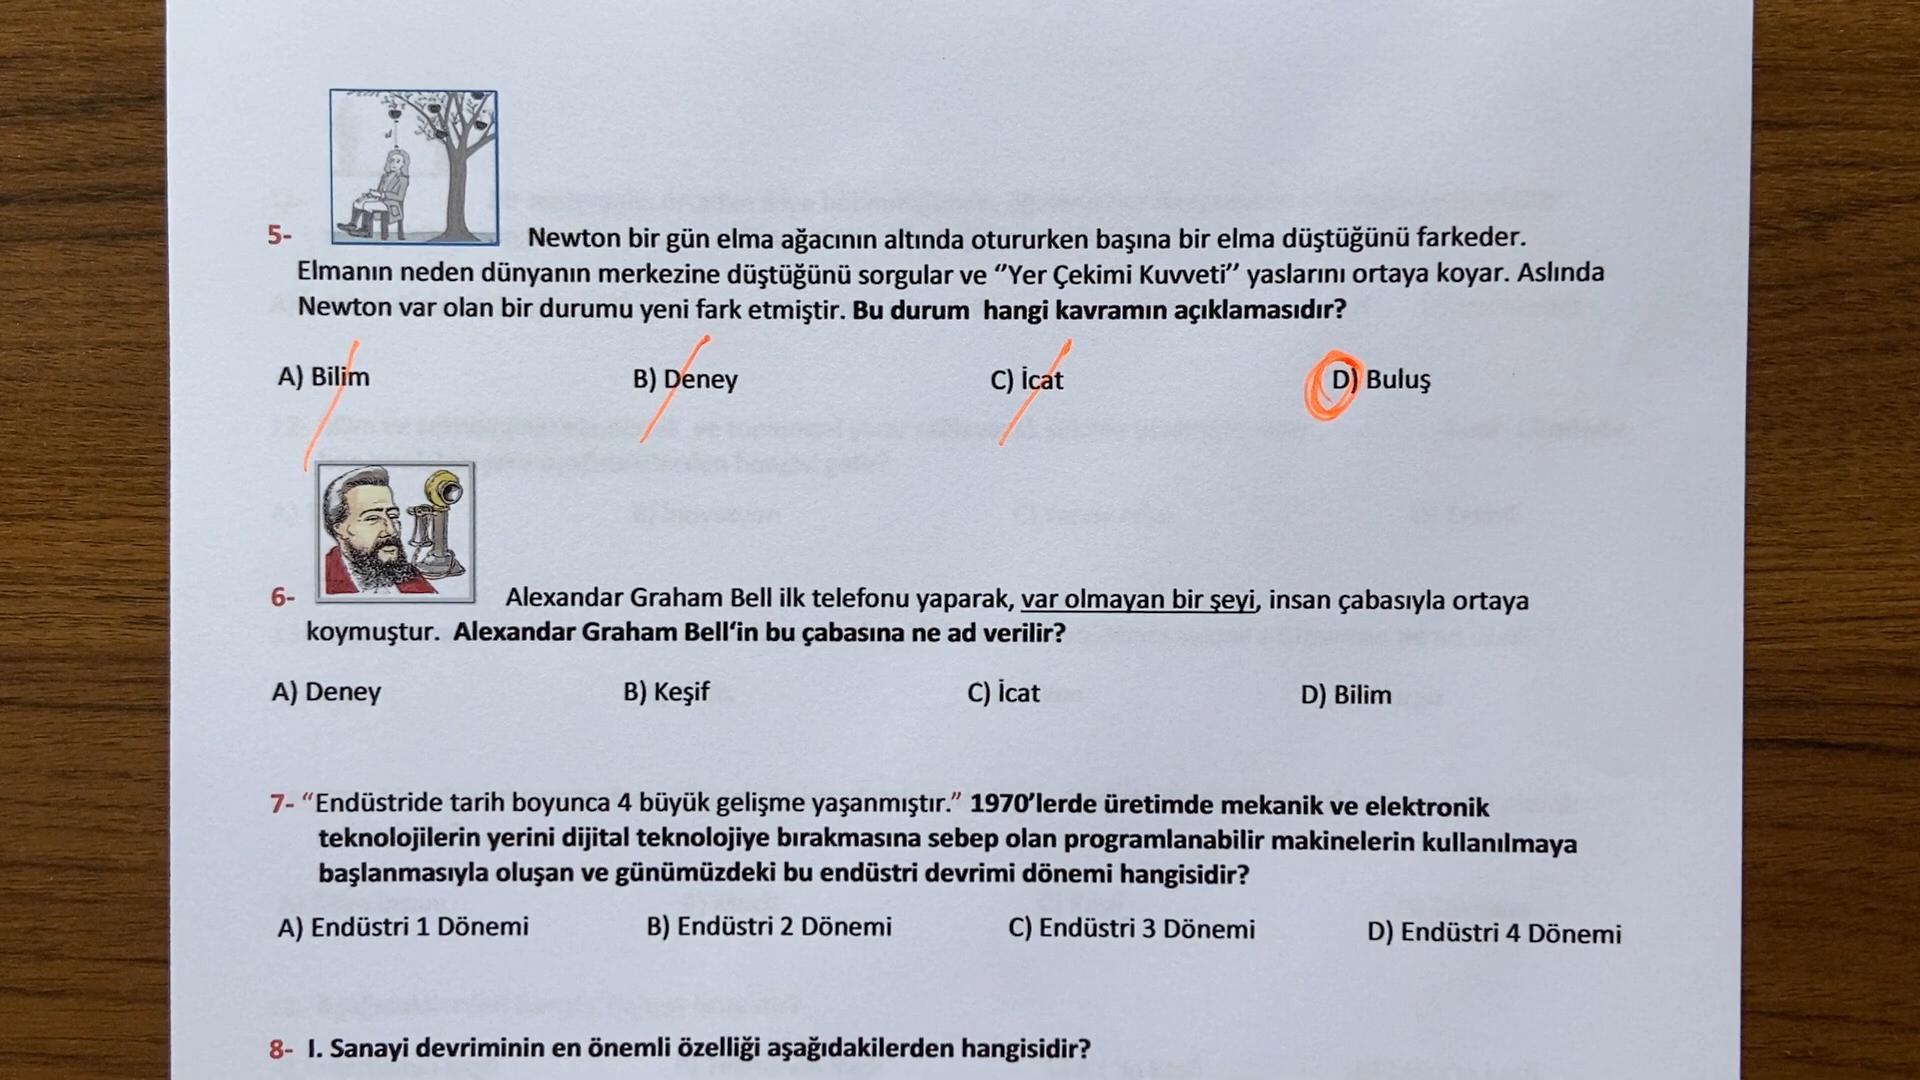 5- Newton bir gün elma ağacının altında otururken başına bir elma düştüğünü farkeder.
Elmanın neden dünyanın merkezine düştüğünü sorgular ve ‘’Yer Çekimi Kuvveti’’ yaslarını ortaya koyar. Aslında
Newton var olan bir durumu yeni fark etmiştir. Bu durum hangi kavramın açıklamasıdır?
A) Bilim B) Deney C) İcat D) Buluş
6- Alexandar Graham Bell ilk telefonu yaparak, var olmayan bir şeyi, insan çabasıyla ortaya
koymuştur. Alexandar Graham Bell‘in bu çabasına ne ad verilir?
A) Deney B) Keşif C) İcat D) Bilim
7- “Endüstride tarih boyunca 4 büyük gelişme yaşanmıştır.” 1970’lerde üretimde mekanik ve elektronik
teknolojilerin yerini dijital teknolojiye bırakmasına sebep olan programlanabilir makinelerin kullanılmaya
başlanmasıyla oluşan ve günümüzdeki bu endüstri devrimi dönemi hangisidir?
A) Endüstri 1 Dönemi B) Endüstri 2 Dönemi C) Endüstri 3 Dönemi D) Endüstri 4 Dönemi
8- I. Sanayi devriminin en önemli özelliği aşağıdakilerden hangisidir?